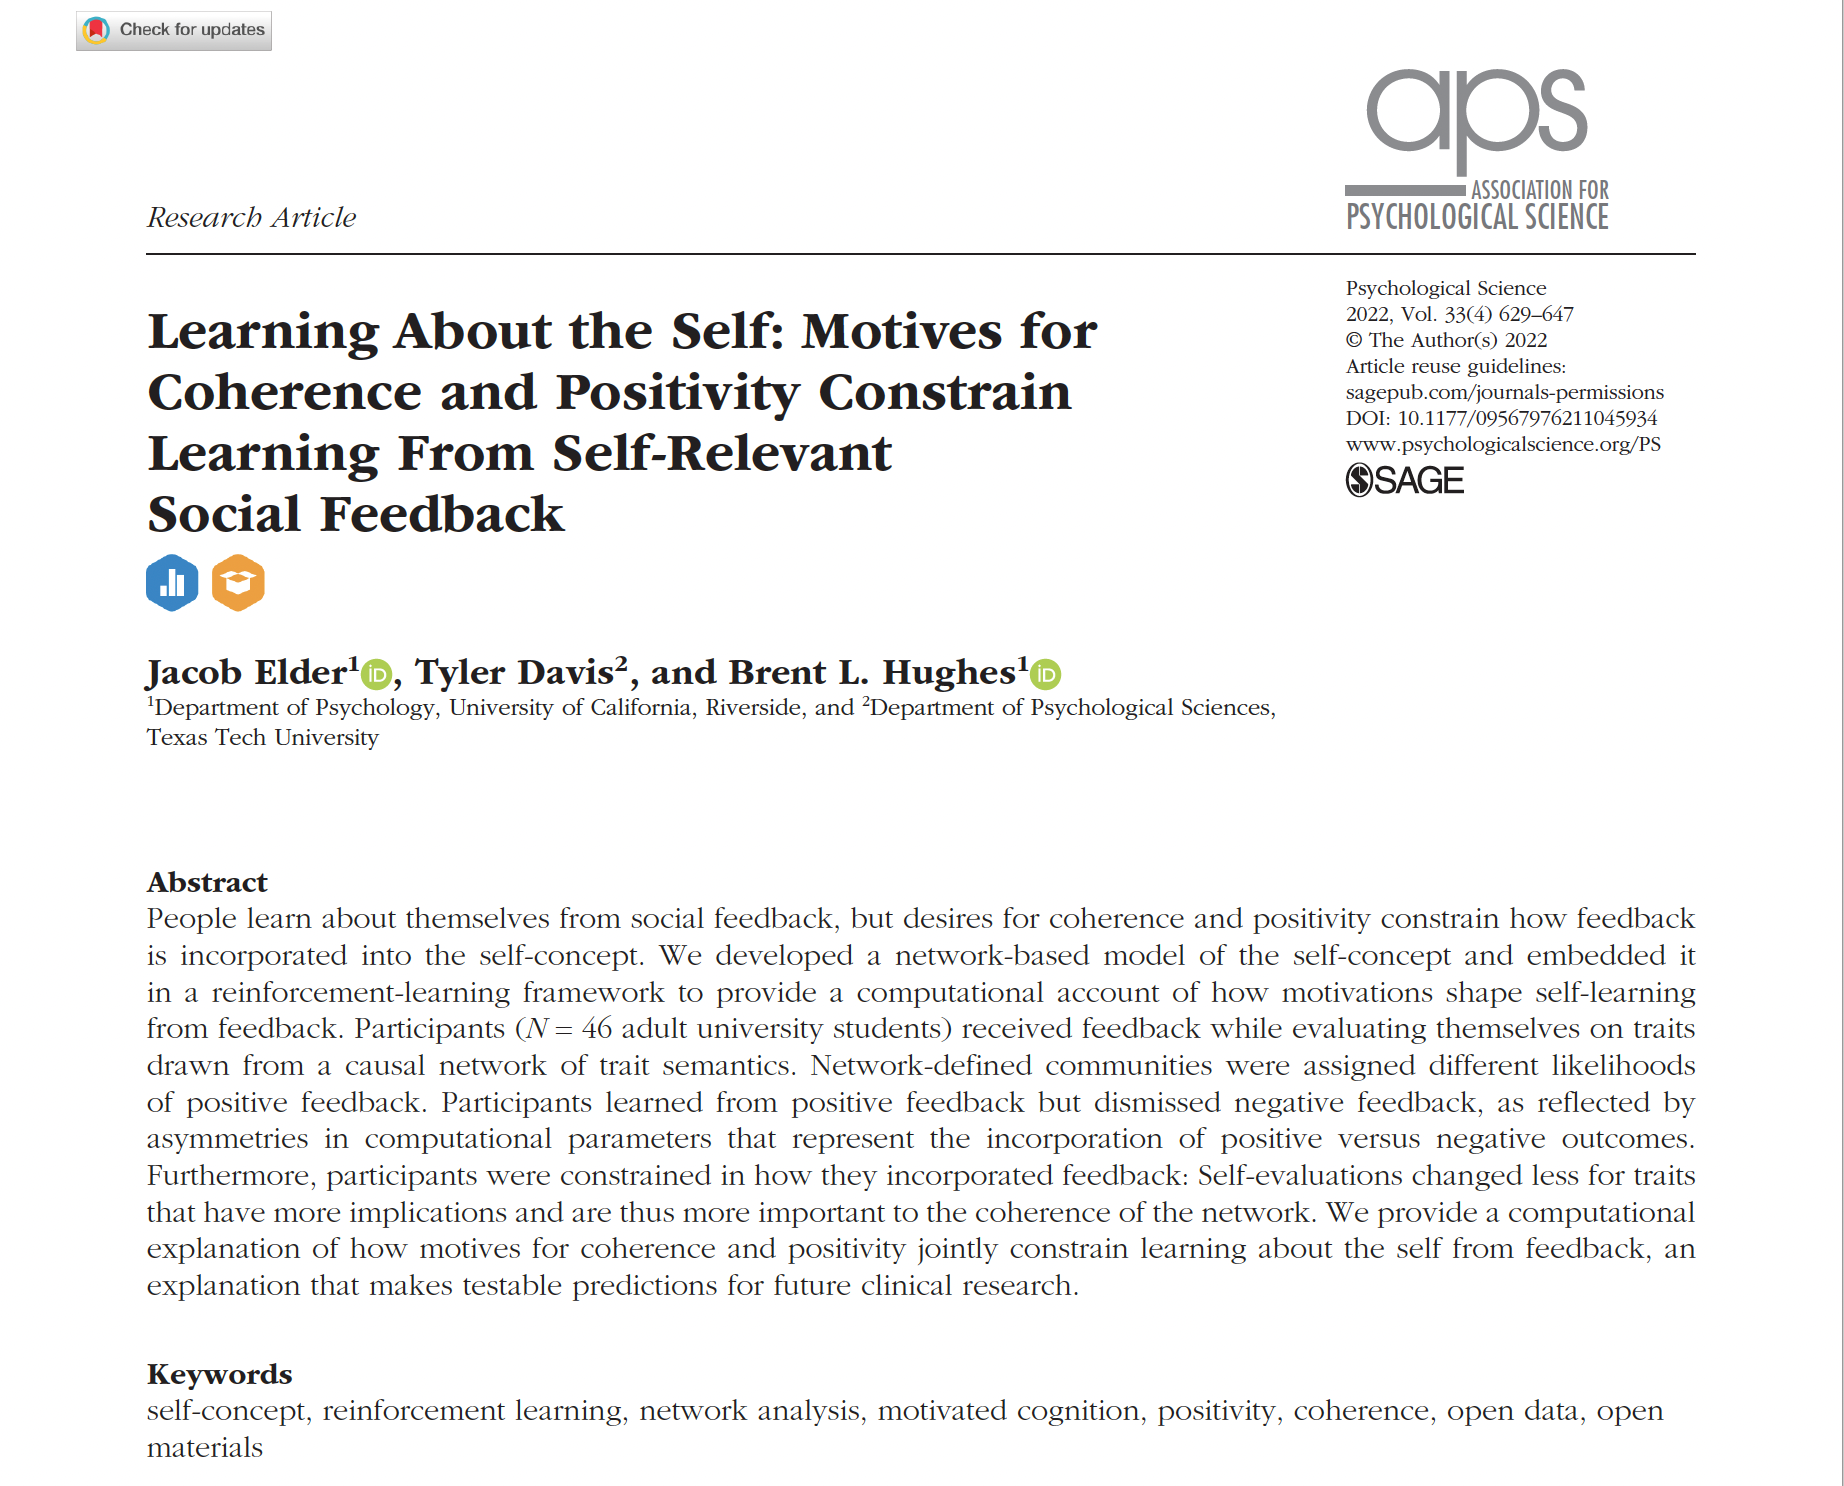 Check for updates
aps
ASSOCIATION FOR
PSYCHOLOGICAL SCIENCE
Research Article
Psychological Science
2022, Vol. 33(4) 629–647
© The Author(s) 2022
Article reuse guidelines:
sagepub.com/journals-permissions
DOI: 10.1177/09567976211045934
www.psychologicalscience.org/PS
SSAGE
Learning About the Self: Motives for
Coherence and Positivity Constrain
Learning From Self-Relevant
Social Feedback
Jacob Elder¹ iD, Tyler Davis², and Brent L. Hughes¹ iD
¹Department of Psychology, University of California, Riverside, and ²Department of Psychological Sciences,
Texas Tech University
Abstract
People learn about themselves from social feedback, but desires for coherence and positivity constrain how feedback
is incorporated into the self-concept. We developed a network-based model of the self-concept and embedded it
in a reinforcement-learning framework to provide a computational account of how motivations shape self-learning
from feedback. Participants (N = 46 adult university students) received feedback while evaluating themselves on traits
drawn from a causal network of trait semantics. Network-defined communities were assigned different likelihoods
of positive feedback. Participants learned from positive feedback but dismissed negative feedback, as reflected by
asymmetries in computational parameters that represent the incorporation of positive versus negative outcomes.
Furthermore, participants were constrained in how they incorporated feedback: Self-evaluations changed less for traits
that have more implications and are thus more important to the coherence of the network. We provide a computational
explanation of how motives for coherence and positivity jointly constrain learning about the self from feedback, an
explanation that makes testable predictions for future clinical research.
Keywords
self-concept, reinforcement learning, network analysis, motivated cognition, positivity, coherence, open data, open
materials